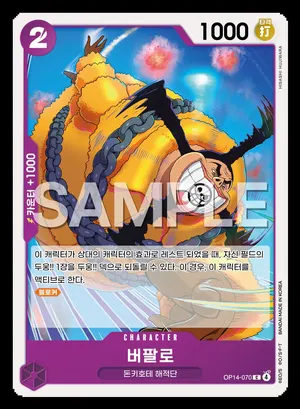 2
1000
타격
打
HISASHI FUJIWARA
카운터 +1000
SAMPLE
이 캐릭터가 상대의 캐릭터의 효과로 레스트 되었을 때, 자신 필드의
두웅!! 1장을 두웅!! 덱으로 되돌릴 수 있다. 이 경우, 이 캐릭터를
액티브로 한다.
블로커
CHARACTER
버팔로
돈키호테 해적단
OP14-070 C